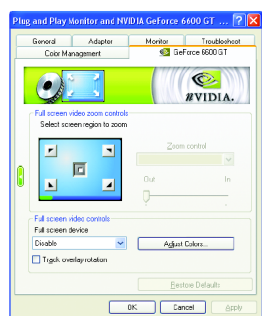 Plug and Play Monitor and NVIDIA GeForce 6600 GT ...
General Adapter Monitor Troubleshoot
Color Management GeForce 6600 GT
NVIDIA.
Full screen video zoom controls
Select screen region to zoom
Zoom control
Out In
Full screen video controls
Full screen device
Disable
Adjust Colors...
Track overlay rotation
Restore Defaults
OK Cancel Apply